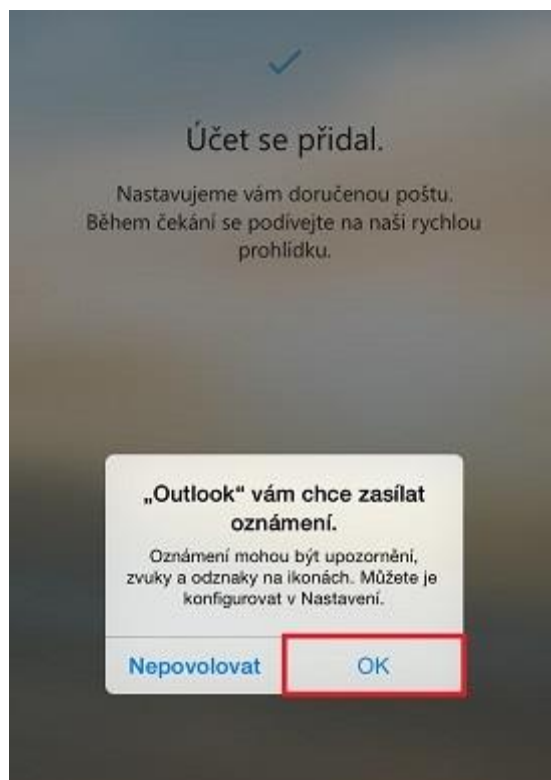 Účet se přidal.
Nastavujeme vám doručenou poštu.
Během čekání se podívejte na naši rychlou
prohlídku.
„Outlook“ vám chce zasílat
oznámení.
Oznámení mohou být upozornění,
zvuky a odznaky na ikonách. Můžete je
konfigurovat v Nastavení.
Nepovolovat
OK